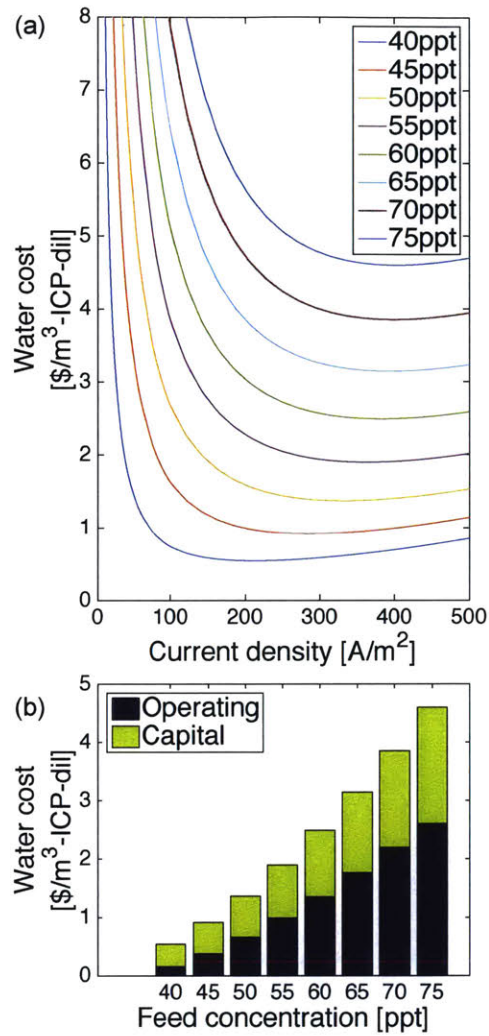 (a)
8
7
6
5
4
3
2
1
0
Water cost
[$/m³-ICP-dil]
40ppt
45ppt
50ppt
55ppt
60ppt
65ppt
70ppt
75ppt
0 100 200 300 400 500
Current density [A/m²]
(b)
5
4
3
2
1
0
Water cost
[$/m³-ICP-dil]
Operating
Capital
40 45 50 55 60 65 70 75
Feed concentration [ppt]